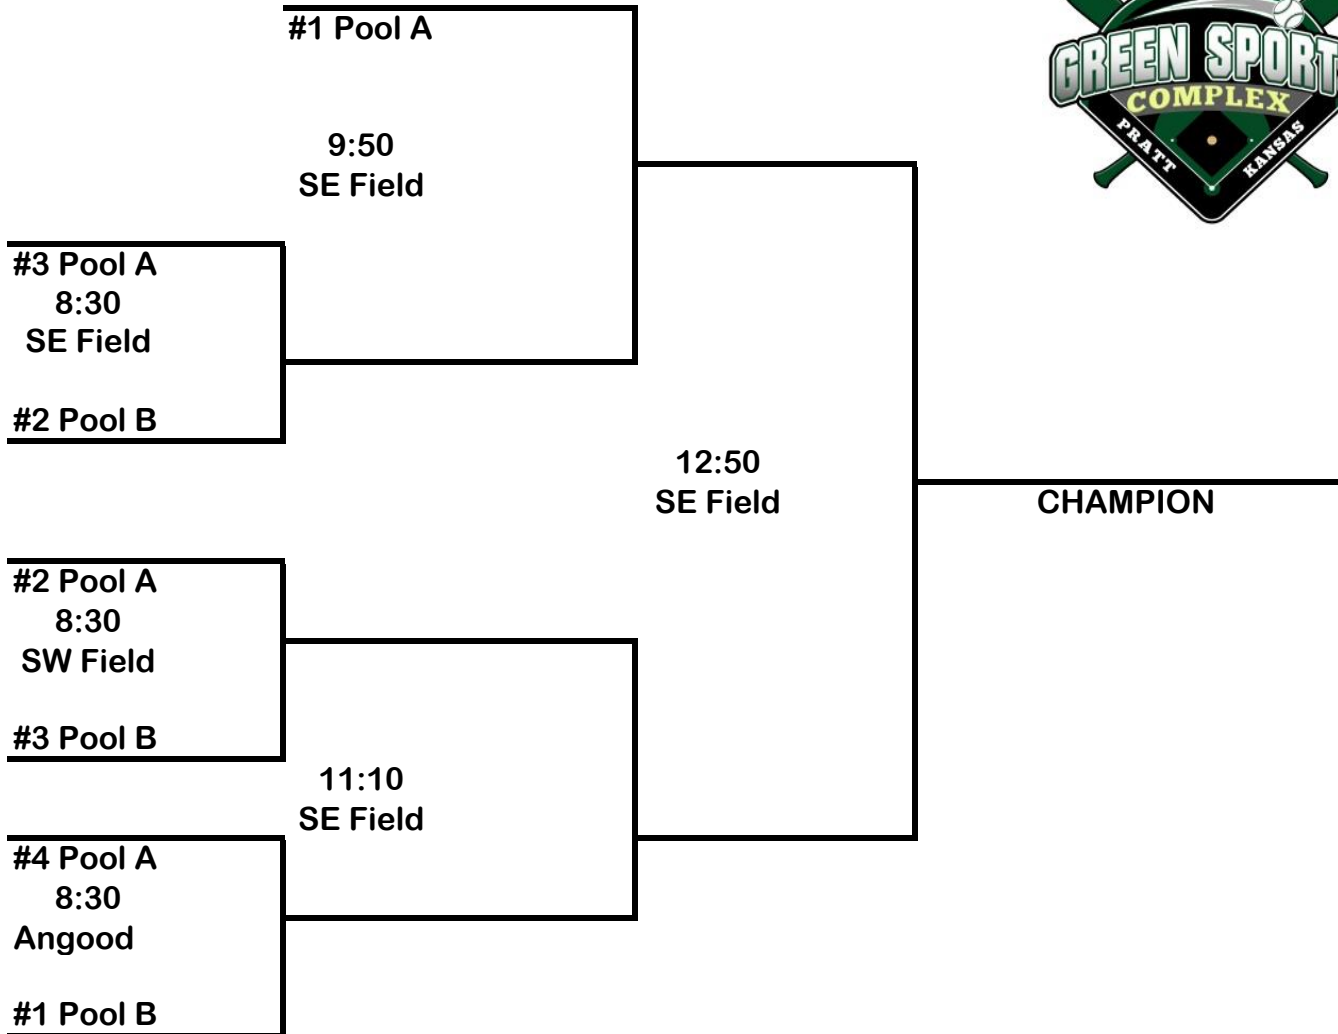 #1 Pool A
GREEN SPORT
COMPLEX
PRATT
KANSAS
9:50
SE Field
#3 Pool A
8:30
SE Field
#2 Pool B
12:50
SE Field
CHAMPION
#2 Pool A
8:30
SW Field
#3 Pool B
11:10
SE Field
#4 Pool A
8:30
Angood
#1 Pool B